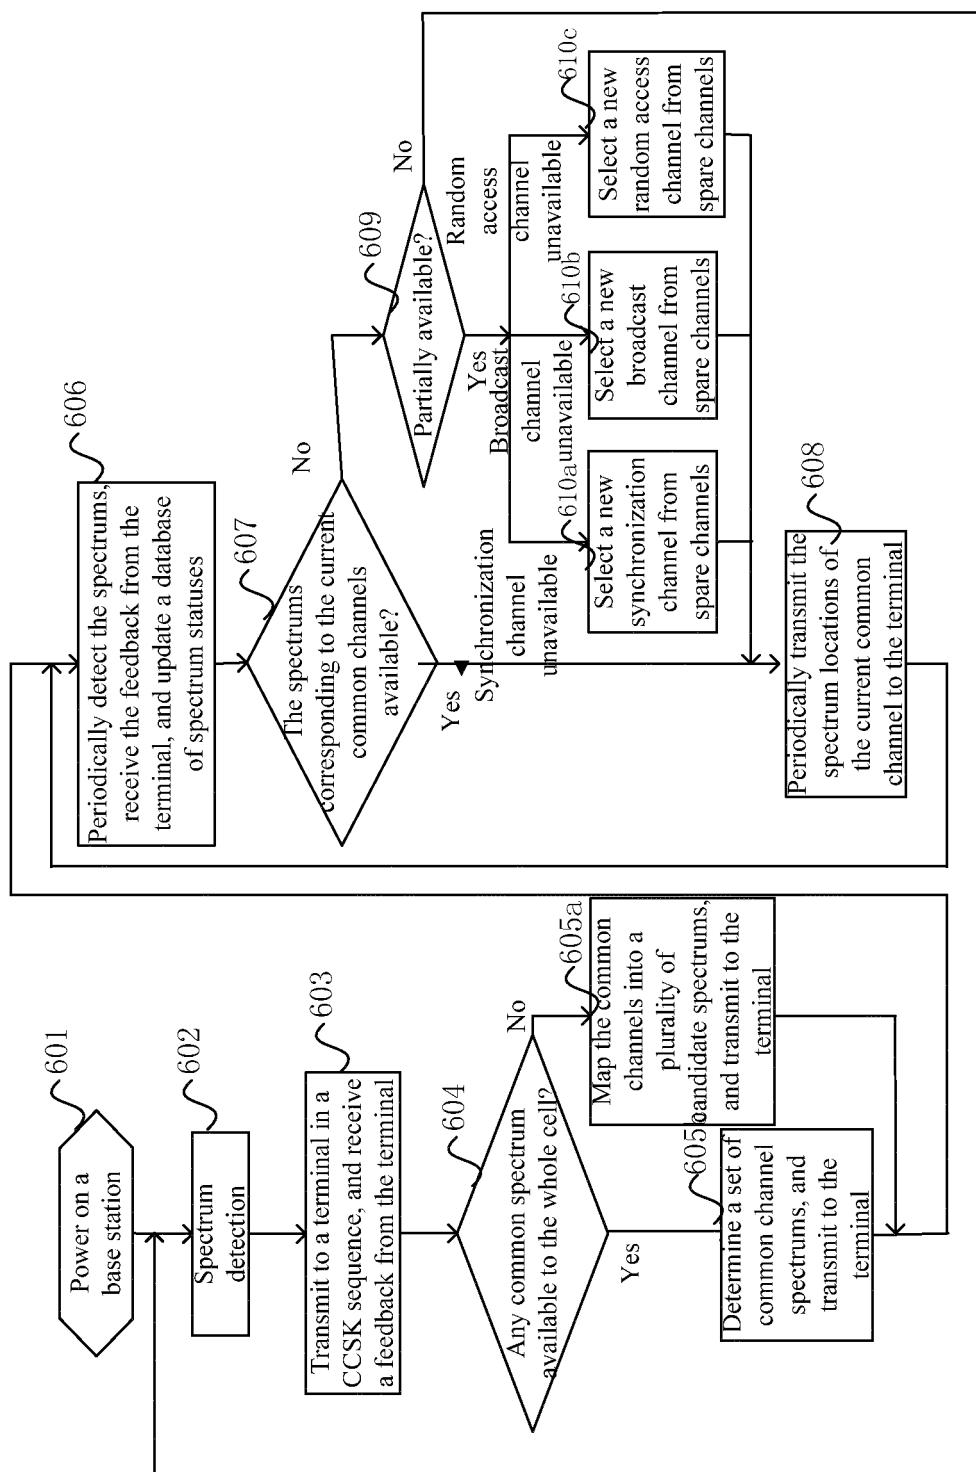 601
Power on a
base station
602
Spectrum
detection
603
Transmit to a terminal in a
CCSK sequence, and receive
a feedback from the terminal
604
Any common spectrum
available to the whole cell?
No
Yes
605a
Map the common
channels into a
plurality of
candidate spectrums,
and transmit to the
terminal
Determine a set of
common channel
spectrums, and
transmit to the
terminal
606
Periodically detect the spectrums,
receive the feedback from the
terminal, and update a database
of spectrum statuses
607
The spectrums
corresponding to the current
common channels
available?
No
Yes
609
Partially available?
No
Yes
Synchronization
channel
unavailable
Broadcast
channel
unavailable
Random
access
channel
unavailable
610a
Select a new
synchronization
channel from
spare channels
610b
Select a new
broadcast
channel from
spare channels
610c
Select a new
random access
channel from
spare channels
608
Periodically transmit the
spectrum locations of
the current common
channel to the terminal